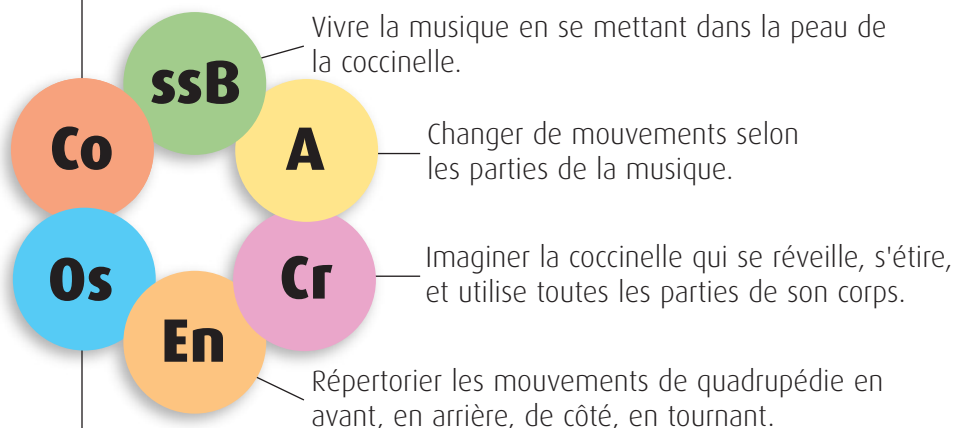 Vivre la musique en se mettant dans la peau de
la coccinelle.
ssB
Co
A
Changer de mouvements selon
les parties de la musique.
Os
Cr
Imaginer la coccinelle qui se réveille, s'étire,
et utilise toutes les parties de son corps.
En
Répertorier les mouvements de quadrupédie en
avant, en arrière, de côté, en tournant.